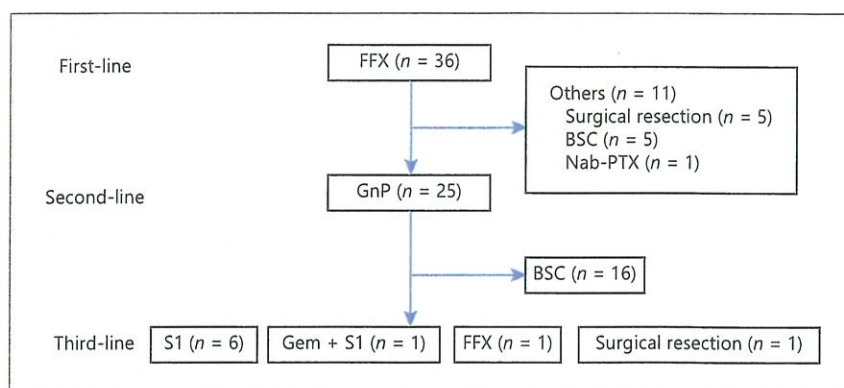 First-line
FFX (n = 36)
Others (n = 11)
Surgical resection (n = 5)
BSC (n = 5)
Nab-PTX (n = 1)
Second-line
GnP (n = 25)
BSC (n = 16)
Third-line
S1 (n = 6)
Gem + S1 (n = 1)
FFX (n = 1)
Surgical resection (n = 1)